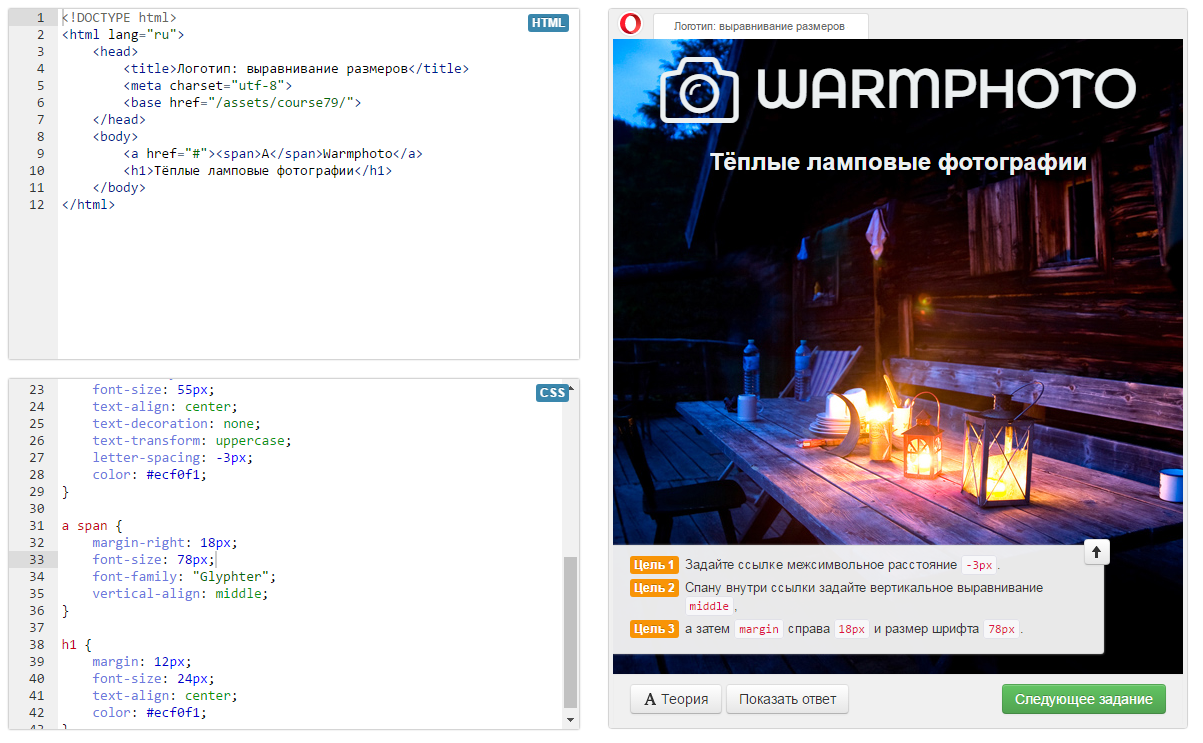 1 <!DOCTYPE html>
2 <html lang="ru">
3 <head>
4 <title>Логотип: выравнивание размеров</title>
5 <meta charset="utf-8">
6 <base href="/assets/course79/">
7 </head>
8 <body>
9 <a href="#"><span>A</span>Warmphoto</a>
10 <h1>Тёплые ламповые фотографии</h1>
11 </body>
12 </html>
HTML
CSS
23 font-size: 55px;
24 text-align: center;
25 text-decoration: none;
26 text-transform: uppercase;
27 letter-spacing: -3px;
28 color: #ecf0f1;
29 }
30
31 a span {
32 margin-right: 18px;
33 font-size: 78px;
34 font-family: "Glyphter";
35 vertical-align: middle;
36 }
37
38 h1 {
39 margin: 12px;
40 font-size: 24px;
41 text-align: center;
42 color: #ecf0f1;
Логотип: выравнивание размеров
WARMPHOTO
Тёплые ламповые фотографии
Цель 1 Задайте ссылке межсимвольное расстояние -3px.
Цель 2 Спану внутри ссылки задайте вертикальное выравнивание
middle,
Цель 3 а затем margin справа 18px и размер шрифта 78px.
A Теория
Показать ответ
Следующее задание